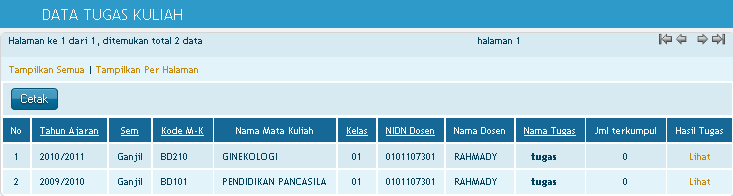 DATA TUGAS KULIAH
Halaman ke 1 dari 1, ditemukan total 2 data halaman 1
Tampilkan Semua | Tampilkan Per Halaman
Cetak
No Tahun Ajaran Sem Kode M-K Nama Mata Kuliah Kelas NIDN Dosen Nama Dosen Nama Tugas Jml terkumpul Hasil Tugas
1 2010/2011 Ganjil BD210 GINEKOLOGI 01 0101107301 RAHMADY tugas 0 Lihat
2 2009/2010 Ganjil BD101 PENDIDIKAN PANCASILA 01 0101107301 RAHMADY tugas 0 Lihat